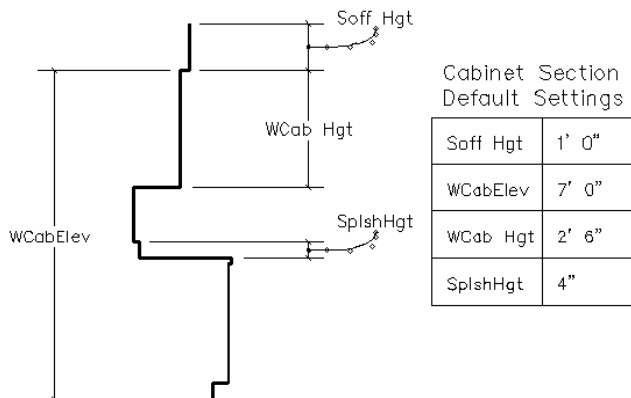 Soff Hgt
WCab Hgt
SplshHgt
WCabElev
Cabinet Section
Default Settings
Soff Hgt 1' 0"
WCabElev 7' 0"
WCab Hgt 2' 6"
SplshHgt 4"